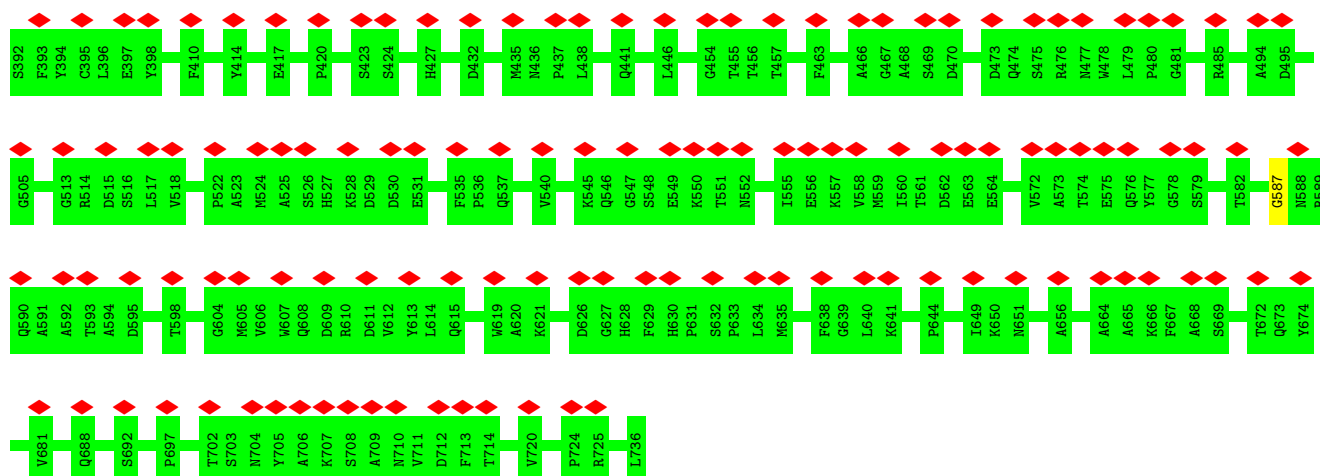 S392 F393 Y394 C395 L396 E397 Y398 F410 Y414 E417 P420 S423 S424 H427 D432 M435 N436 P437 L438 Q441 L446 G454 T455 T456 T457 F463 A466 G467 A468 S469 D470 D473 Q474 S475 R476 N477 W478 L479 P480 G481 R485 A494 D495
G505 G513 R514 D515 S516 L517 V518 P522 A523 M524 A525 S526 H527 K528 D529 D530 E531 F535 P536 Q537 V540 K545 Q546 G547 S548 E549 K550 T551 N552 I555 E556 K557 V558 M559 I560 T561 D562 E563 E564 V572 A573 T574 E575 Q576 Y577 G578 S579 T582 G587 N588 R589
Q590 A591 A592 T593 A594 D595 T598 G604 M605 V606 W607 Q608 D609 R610 D611 V612 Y613 L614 Q615 W619 A620 K621 D626 G627 H628 F629 H630 P631 S632 P633 L634 M635 F638 G639 L640 K641 P644 I649 K650 N651 A656 A664 A665 K666 F667 A668 S669 T672 Q673 Y674
V681 Q688 S692 P697 T702 S703 N704 Y705 A706 K707 S708 A709 N710 V711 D712 F713 T714 V720 P724 R725 L736